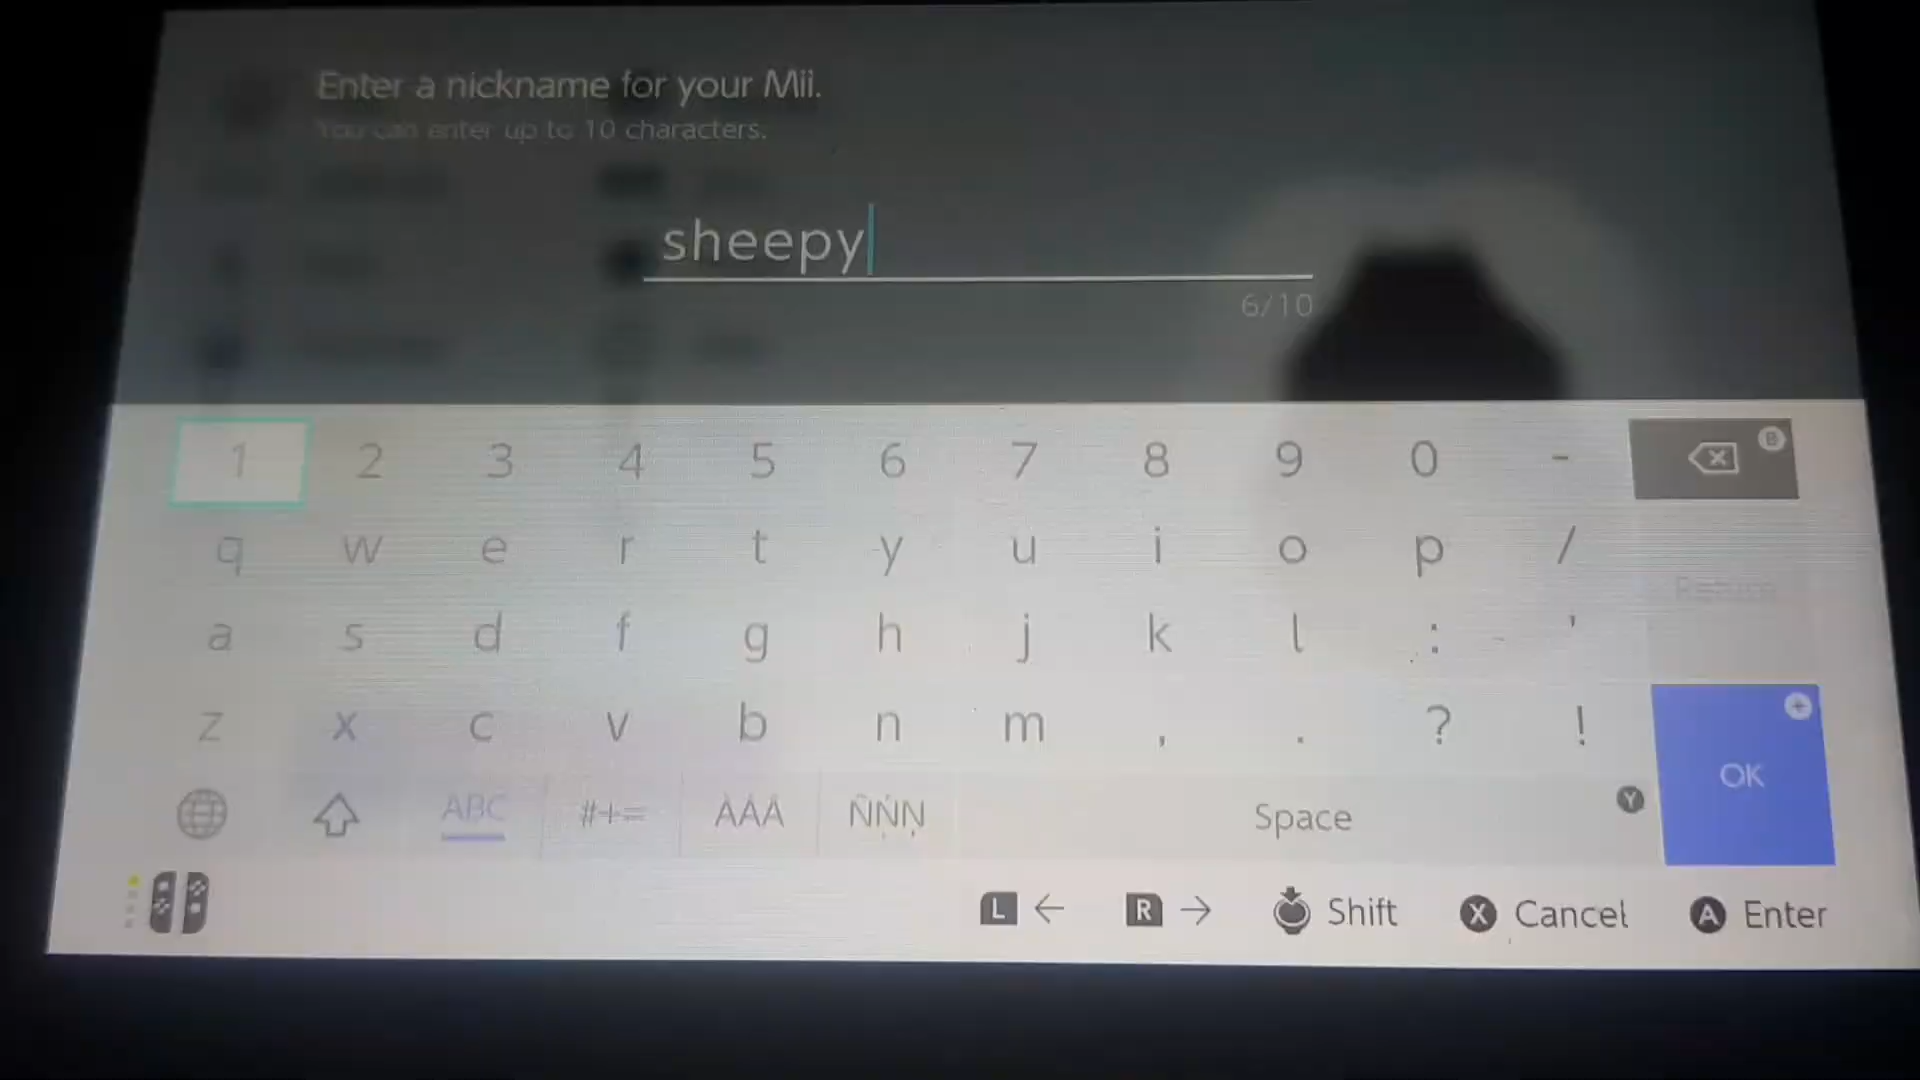 Enter a nickname for your Mii.
You can enter up to 10 characters.
sheepy
6/10
1 2 3 4 5 6 7 8 9 0 - B
q w e r t y u i o p /
Return
a s d f g h j k l : '
z x c v b n m , . ? ! +
OK
ABC #+= ÀÁÂ ÑŃŅ Space Y
L ← R → Shift X Cancel A Enter